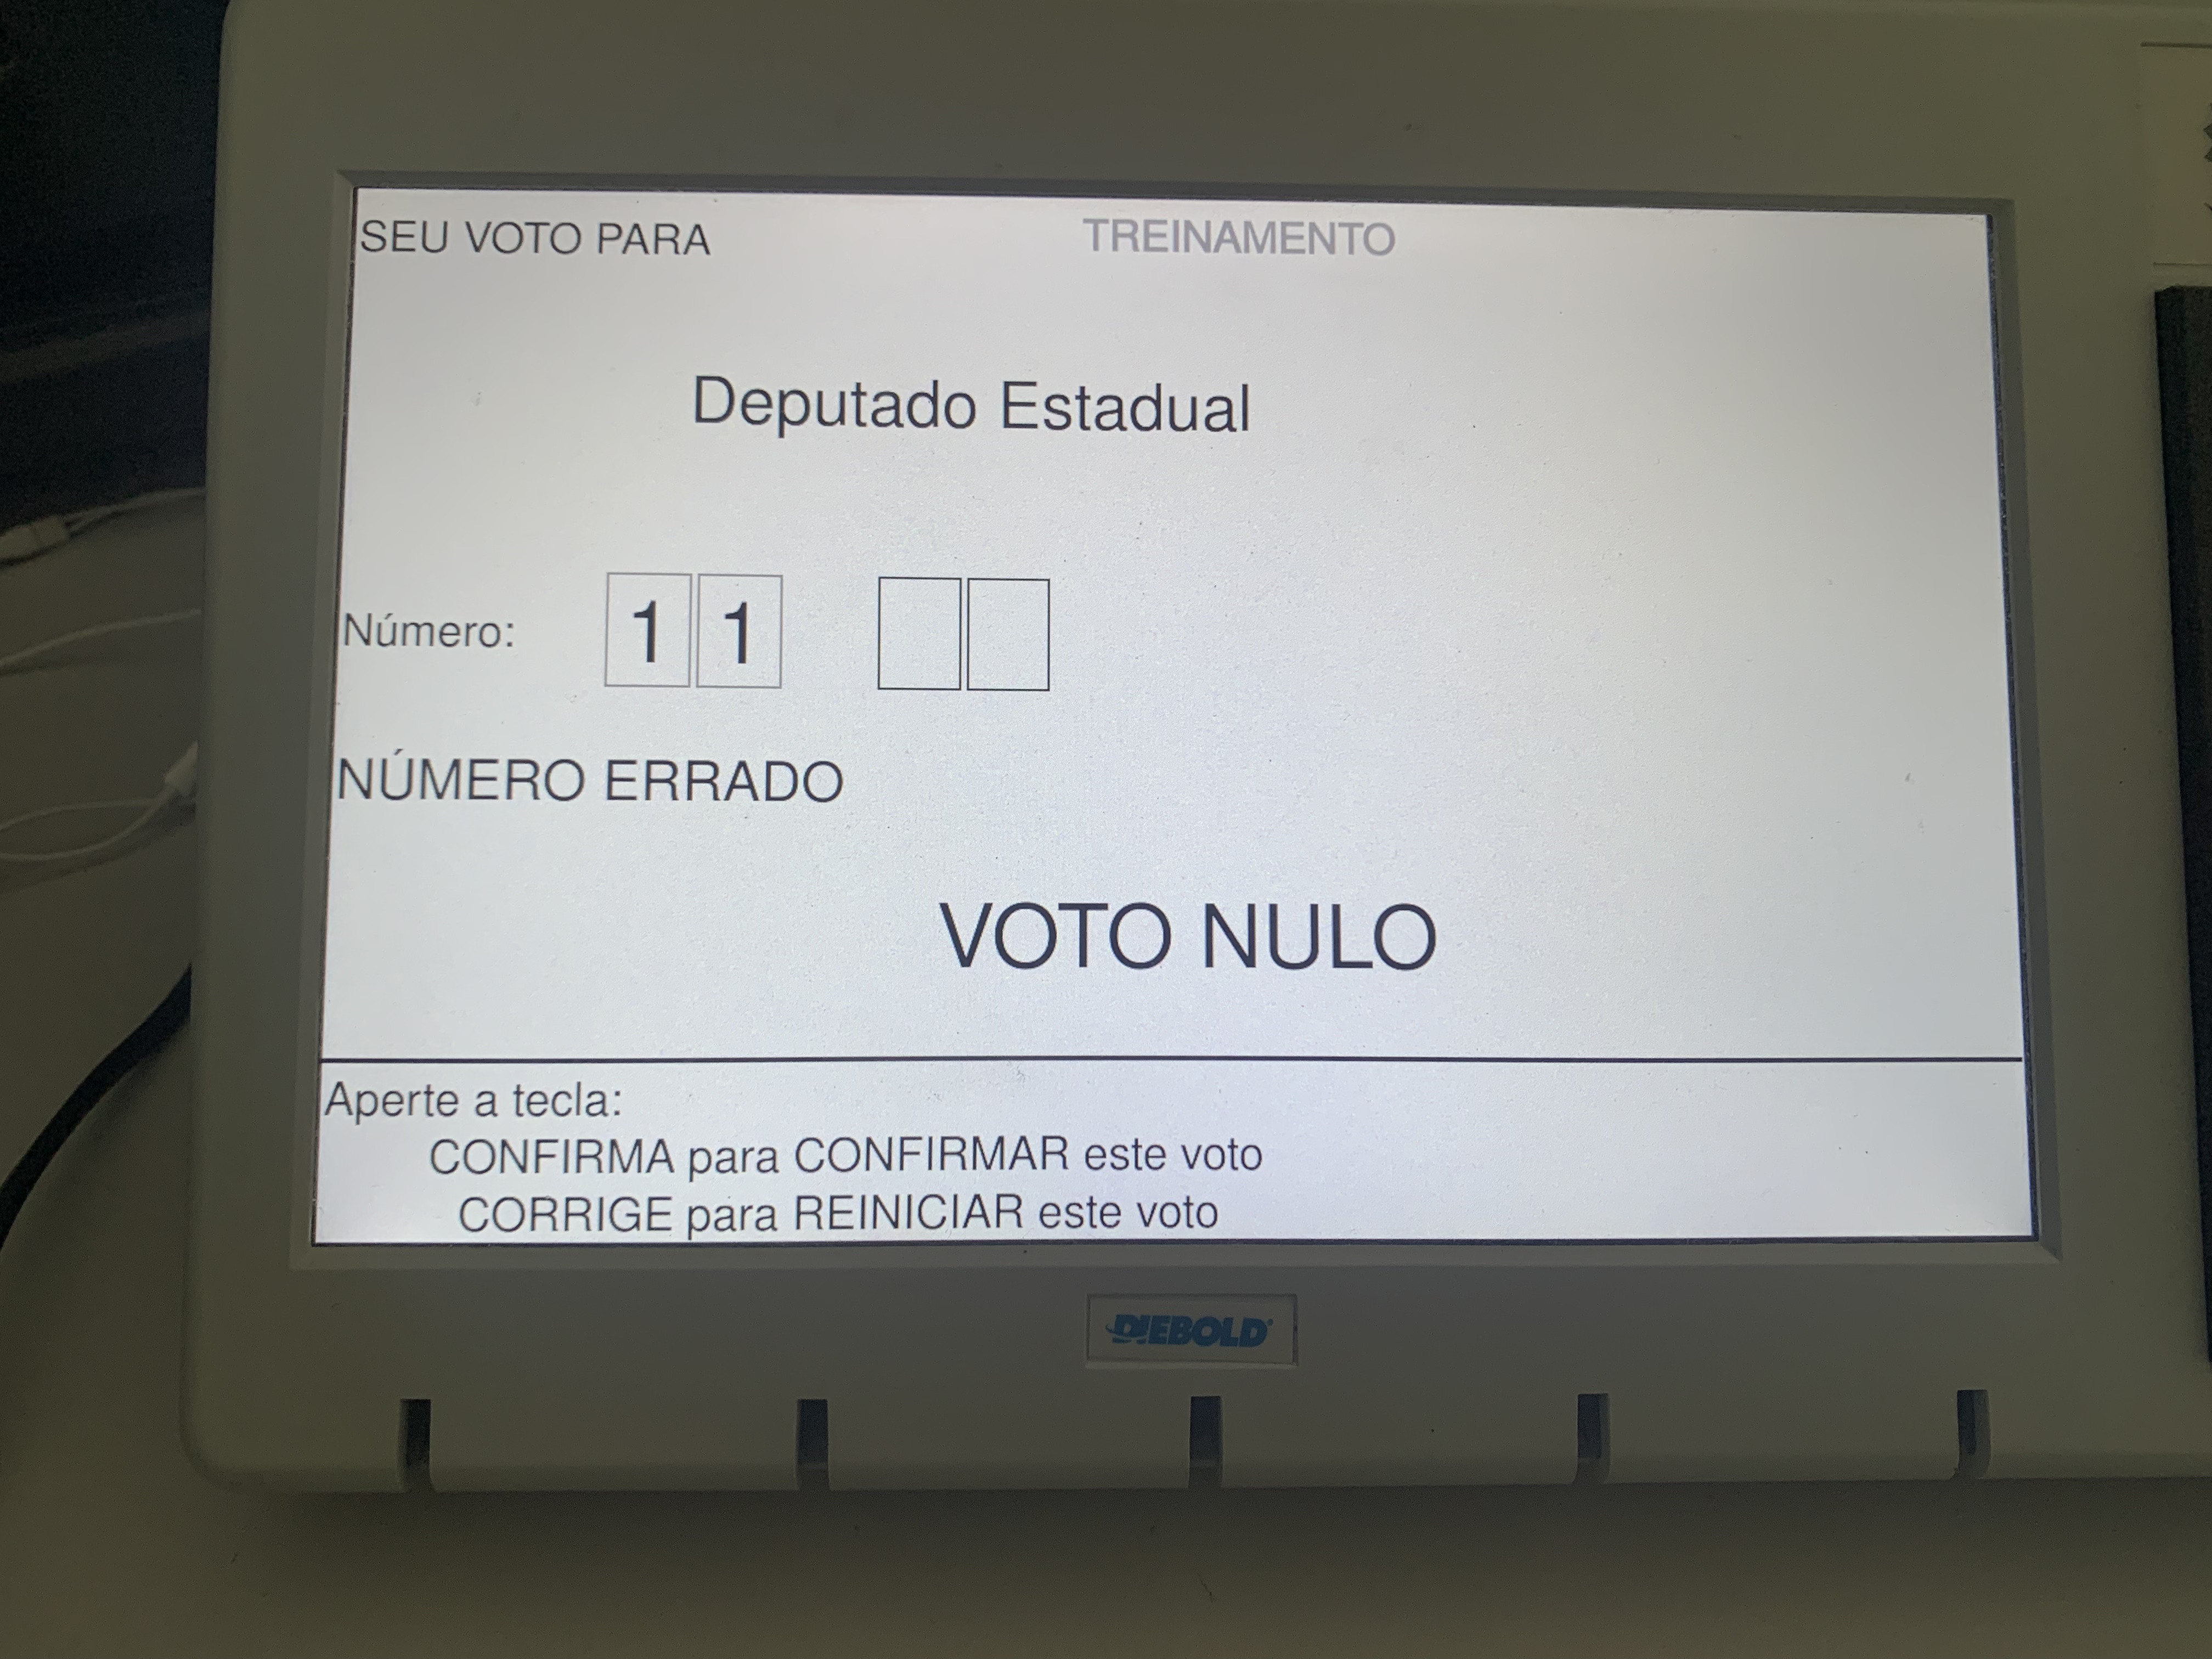 SEU VOTO PARA TREINAMENTO
Deputado Estadual
Número: 1 1
NÚMERO ERRADO
VOTO NULO
Aperte a tecla:
CONFIRMA para CONFIRMAR este voto
CORRIGE para REINICIAR este voto
DIEBOLD